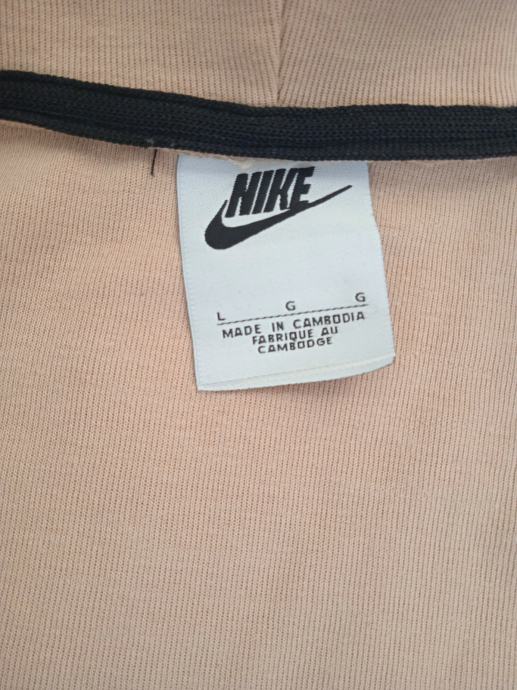 NIKE
L G G
MADE IN CAMBODIA
FABRIQUE AU
CAMBODGE